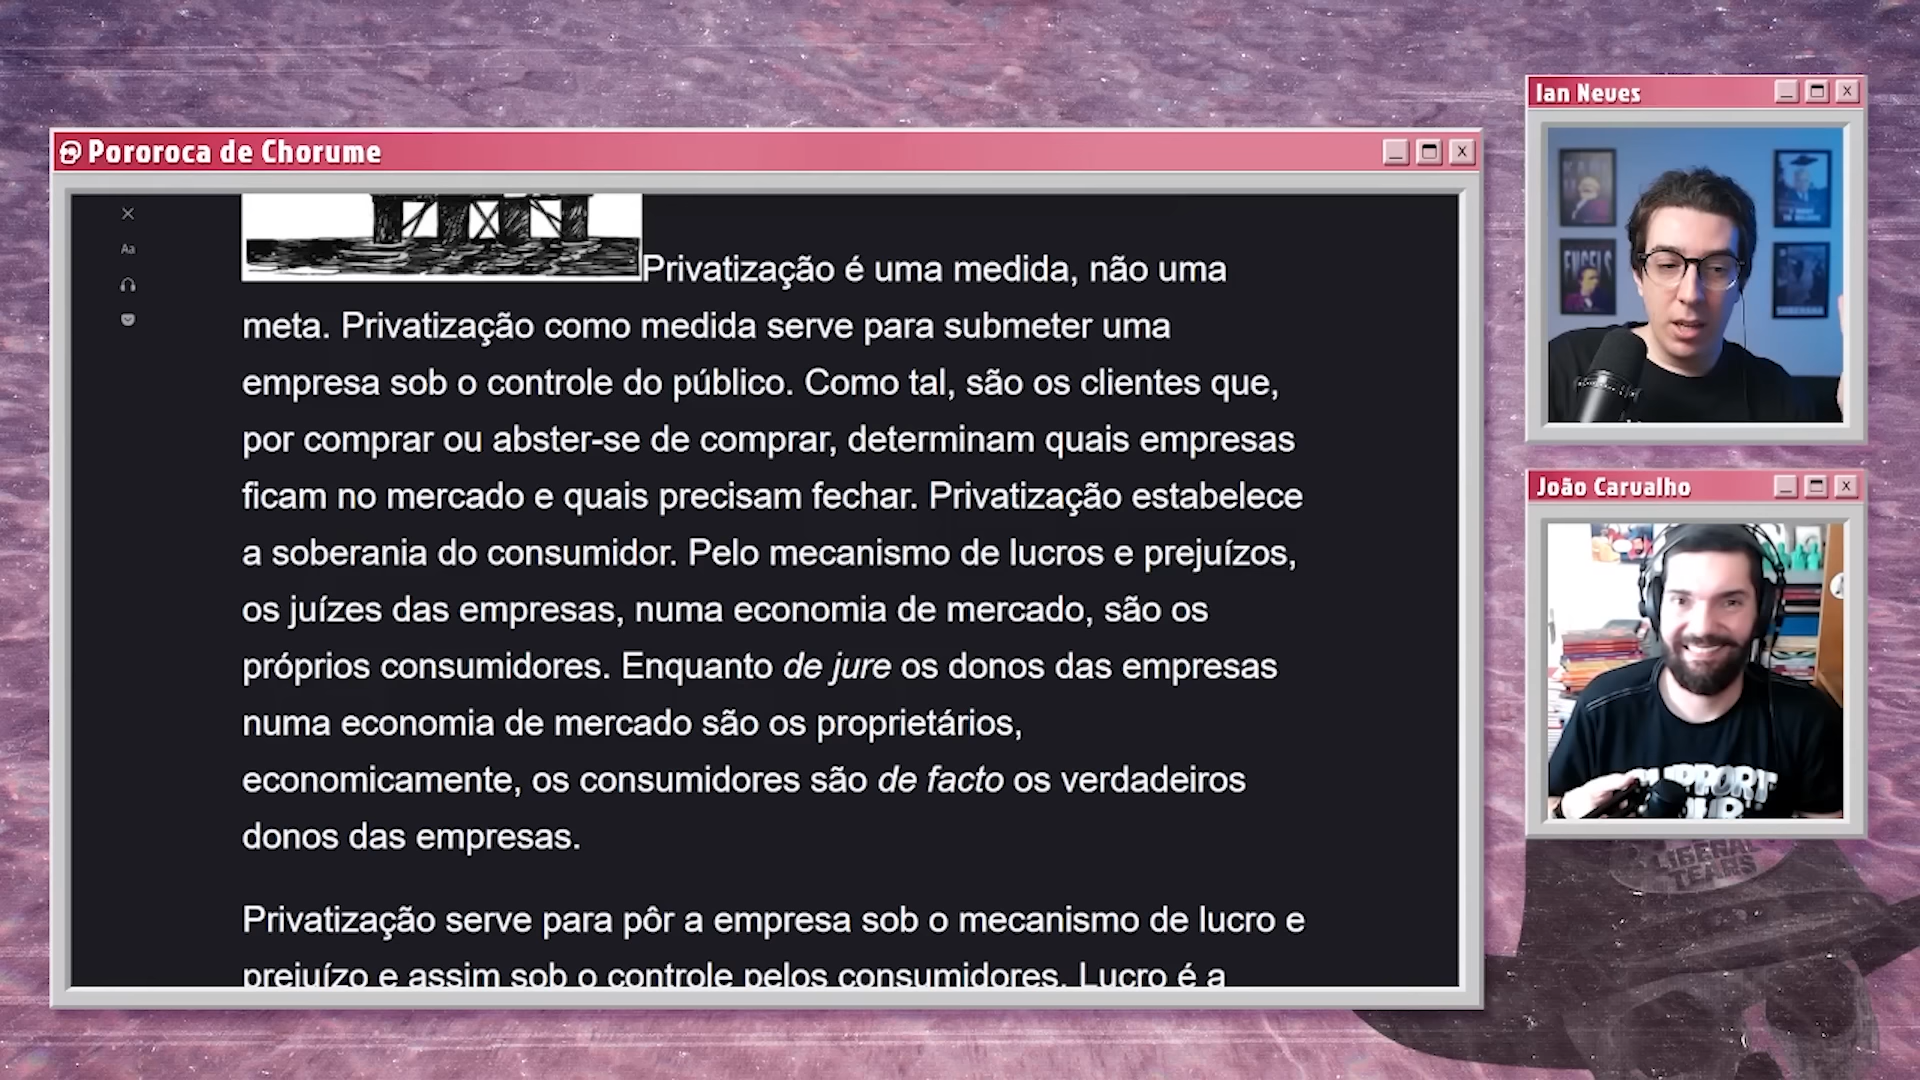 Pororoca de Chorume
Aa
Privatização é uma medida, não uma
meta. Privatização como medida serve para submeter uma
empresa sob o controle do público. Como tal, são os clientes que,
por comprar ou abster-se de comprar, determinam quais empresas
ficam no mercado e quais precisam fechar. Privatização estabelece
a soberania do consumidor. Pelo mecanismo de lucros e prejuízos,
os juízes das empresas, numa economia de mercado, são os
próprios consumidores. Enquanto de jure os donos das empresas
numa economia de mercado são os proprietários,
economicamente, os consumidores são de facto os verdadeiros
donos das empresas.
Privatização serve para pôr a empresa sob o mecanismo de lucro e
prejuízo e assim sob o controle pelos consumidores. Lucro é a
Ian Neves
ENGELS
João Carvalho
SUPPORT
LIBERAL
TEARS